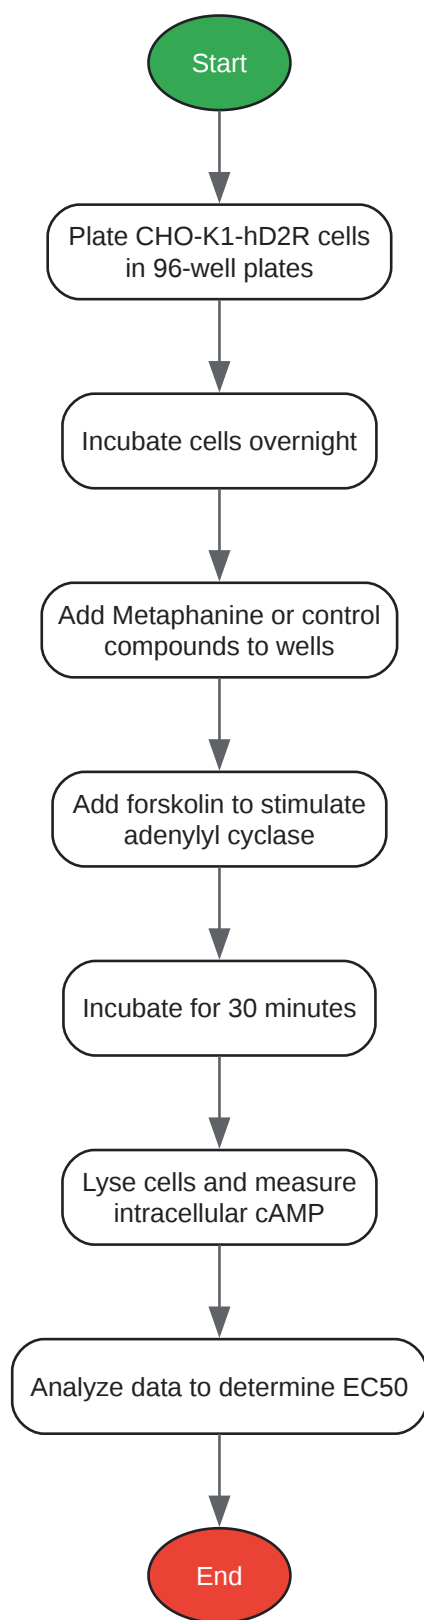 Start
Plate CHO-K1-hD2R cells
in 96-well plates
Incubate cells overnight
Add Metaphanine or control
compounds to wells
Add forskolin to stimulate
adenylyl cyclase
Incubate for 30 minutes
Lyse cells and measure
intracellular cAMP
Analyze data to determine EC50
End